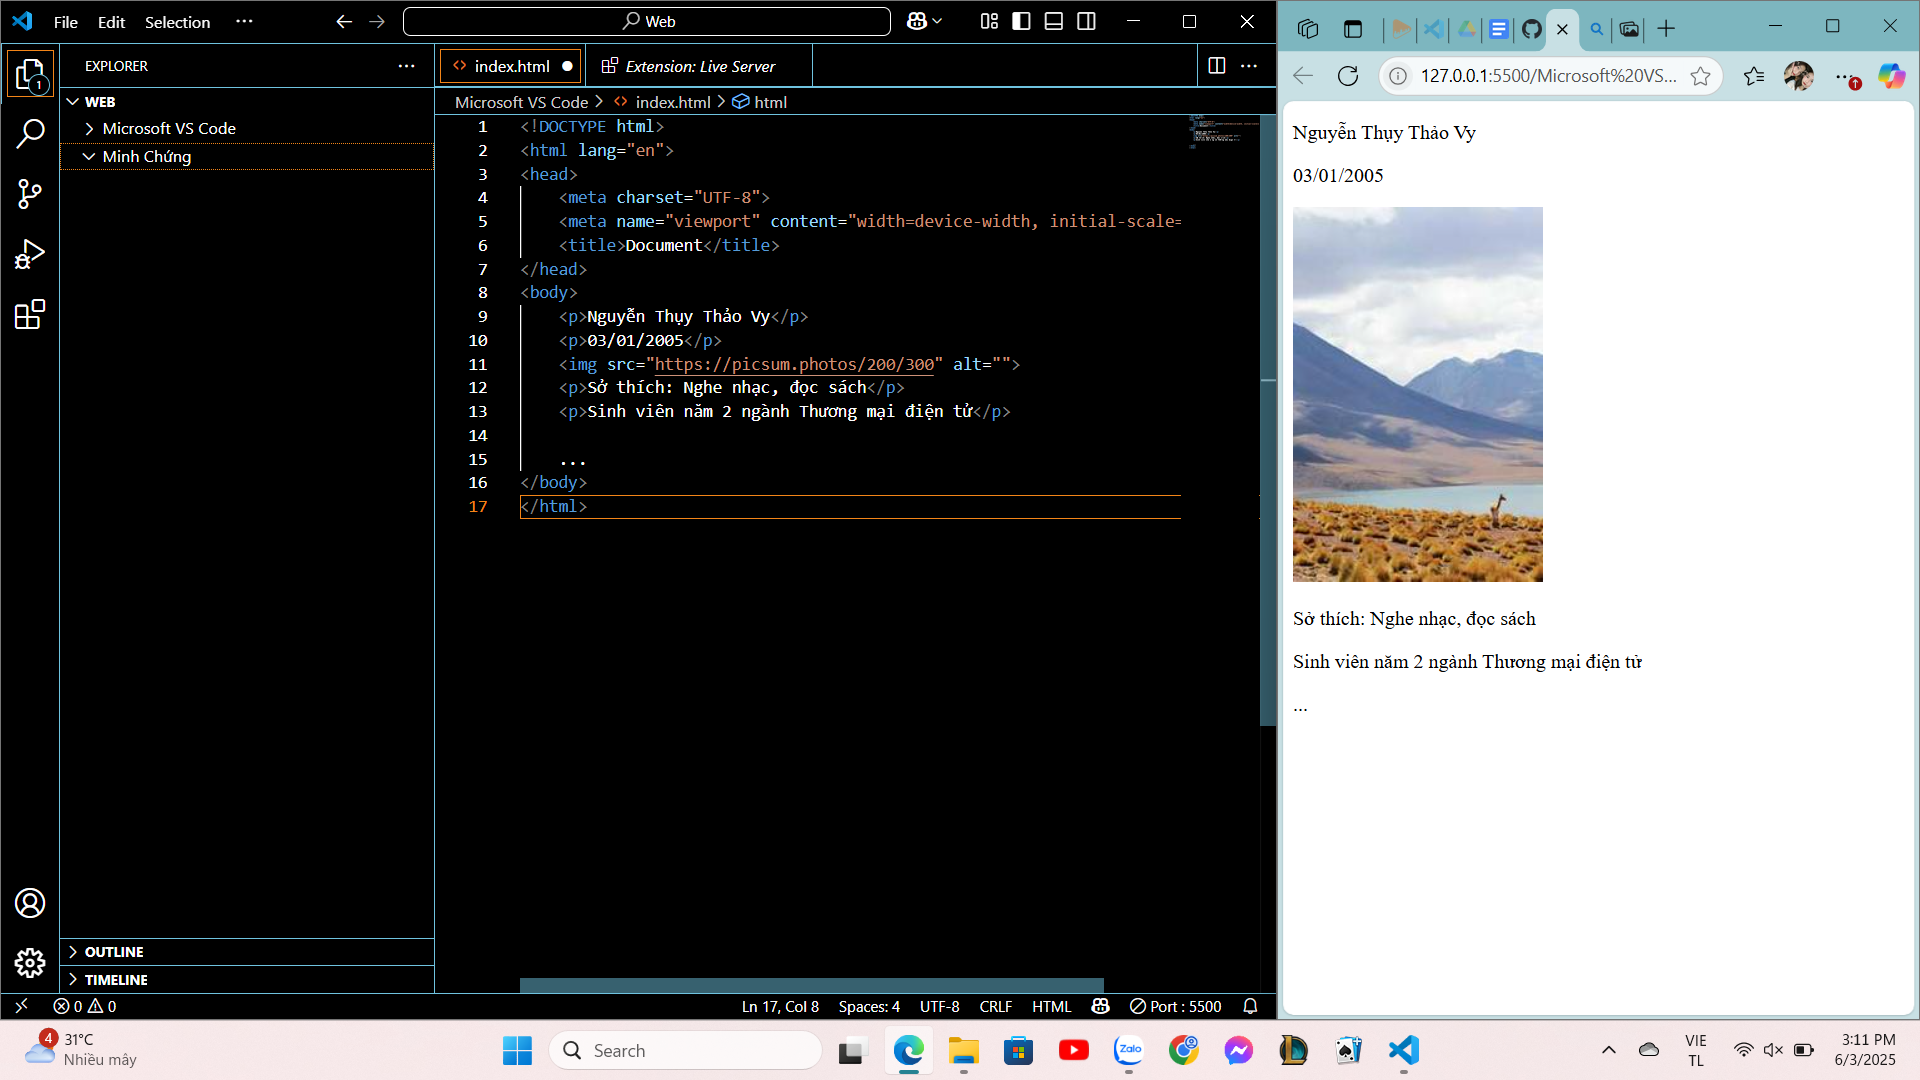 File Edit Selection ...
Web
EXPLORER
index.html
Extension: Live Server
WEB
Microsoft VS Code
Minh Chứng
Microsoft VS Code > index.html > html
1 <!DOCTYPE html>
2 <html lang="en">
3 <head>
4 <meta charset="UTF-8">
5 <meta name="viewport" content="width=device-width, initial-scale=
6 <title>Document</title>
7 </head>
8 <body>
9 <p>Nguyễn Thụy Thảo Vy</p>
10 <p>03/01/2005</p>
11 <img src="https://picsum.photos/200/300" alt="">
12 <p>Sở thích: Nghe nhạc, đọc sách</p>
13 <p>Sinh viên năm 2 ngành Thương mại điện tử</p>
14
15 ...
16 </body>
17 </html>
1
OUTLINE
TIMELINE
0 0
Ln 17, Col 8 Spaces: 4 UTF-8 CRLF HTML Port : 5500
127.0.0.1:5500/Microsoft%20VS...
Nguyễn Thụy Thảo Vy
03/01/2005
Sở thích: Nghe nhạc, đọc sách
Sinh viên năm 2 ngành Thương mại điện tử
...
4
31°C
Nhiều mây
Search
Zalo
VIE
TL
3:11 PM
6/3/2025